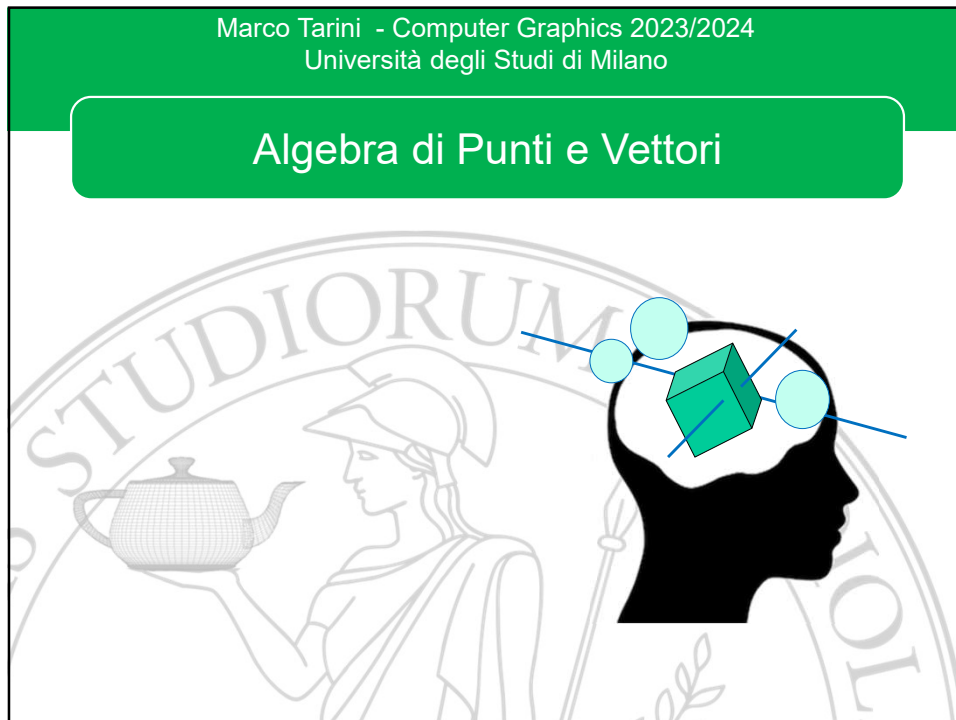 Marco Tarini - Computer Graphics 2023/2024
Università degli Studi di Milano
Algebra di Punti e Vettori
STUDIORUM